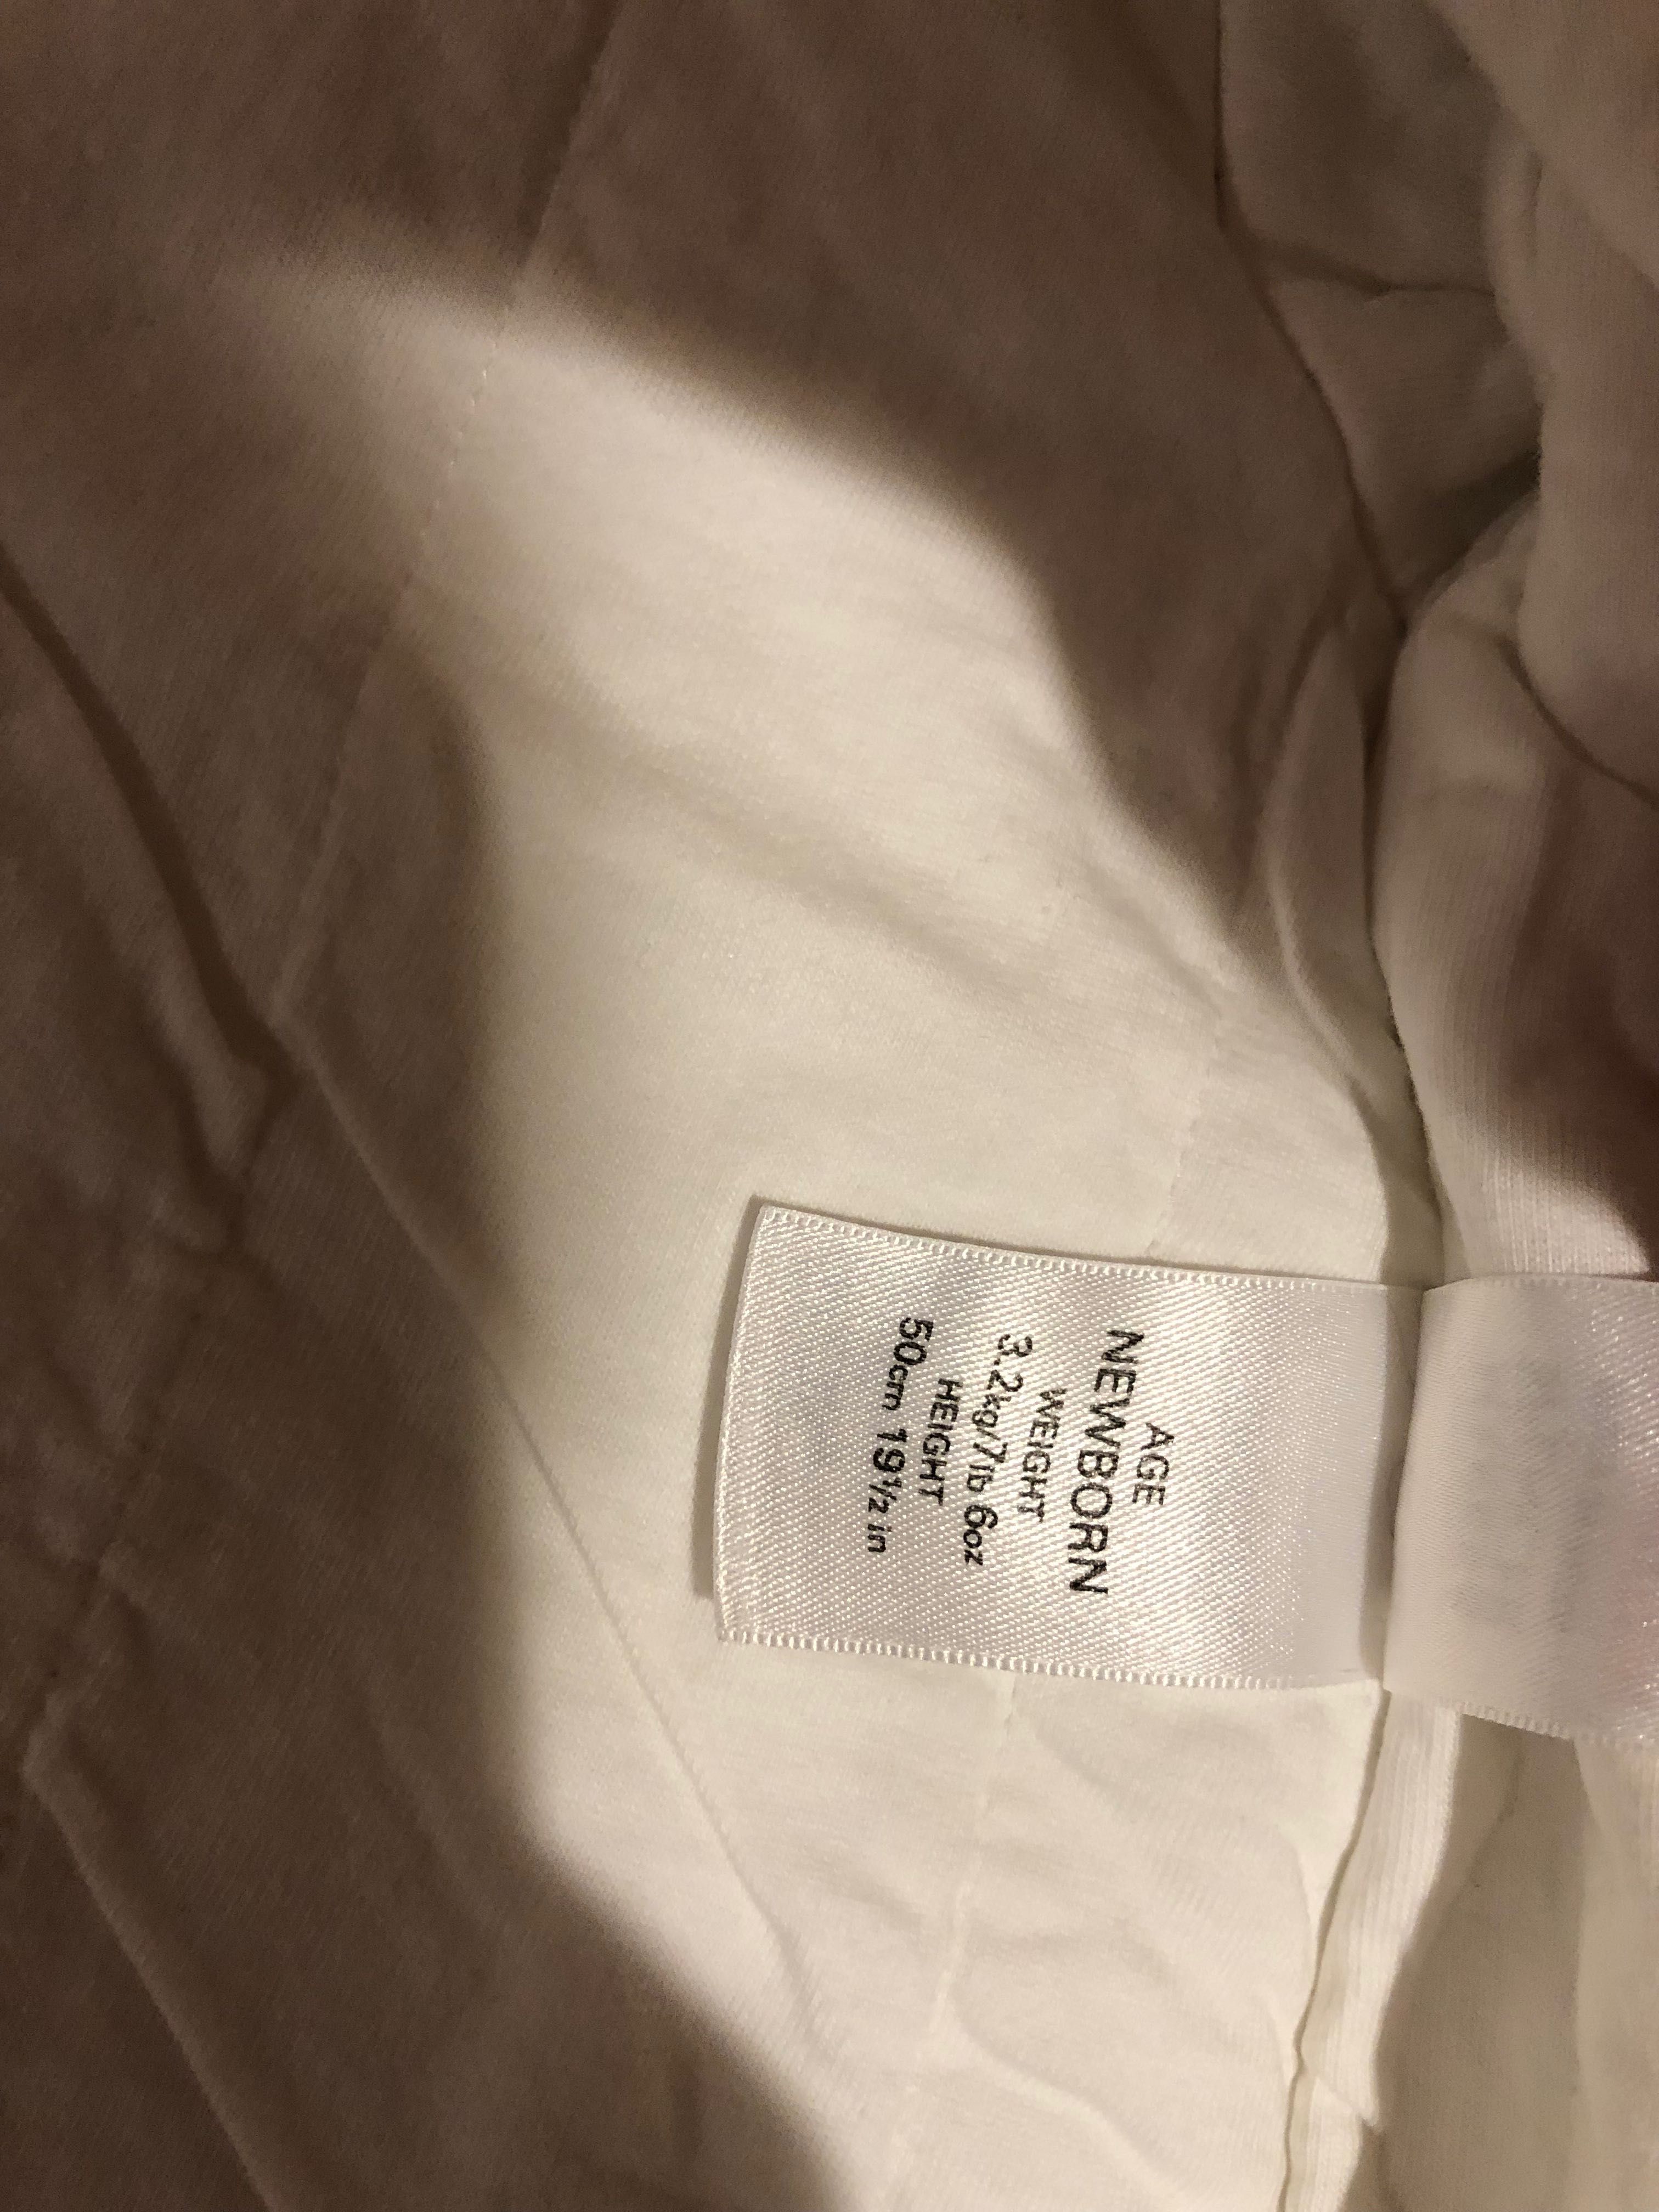 AGE
NEWBORN
WEIGHT
3.2kg/7lb 6oz
HEIGHT
50cm 19½ in